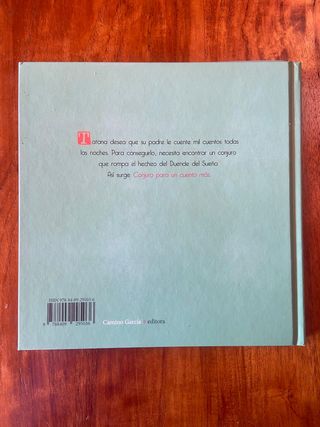 Tatiana desea que su padre le cuente mil cuentos todas
las noches. Para conseguirlo, necesita encontrar un conjuro
que rompa el hechizo del Duende del Sueño.
Así surge Conjuro para un cuento más.
Camino García editora